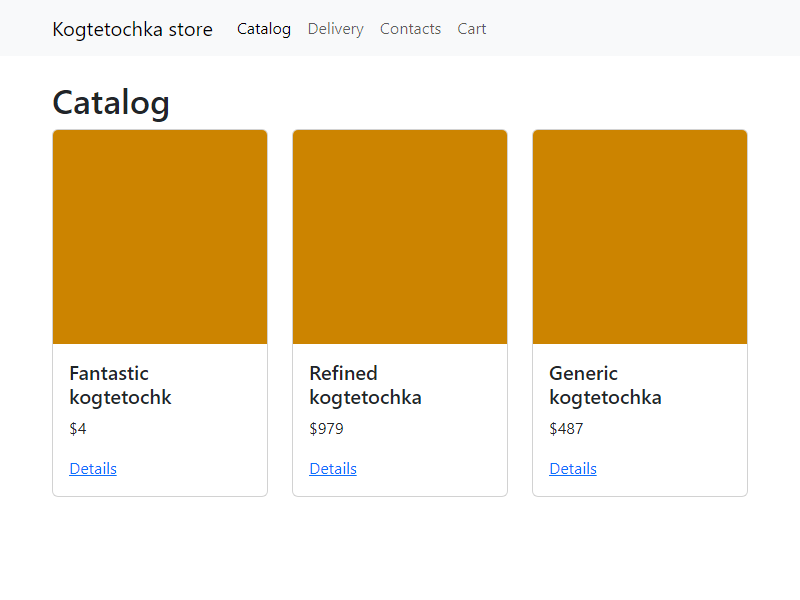 Kogtetochka store Catalog Delivery Contacts Cart
Catalog
Fantastic
kogtetochk
$4
Details
Refined
kogtetochka
$979
Details
Generic
kogtetochka
$487
Details